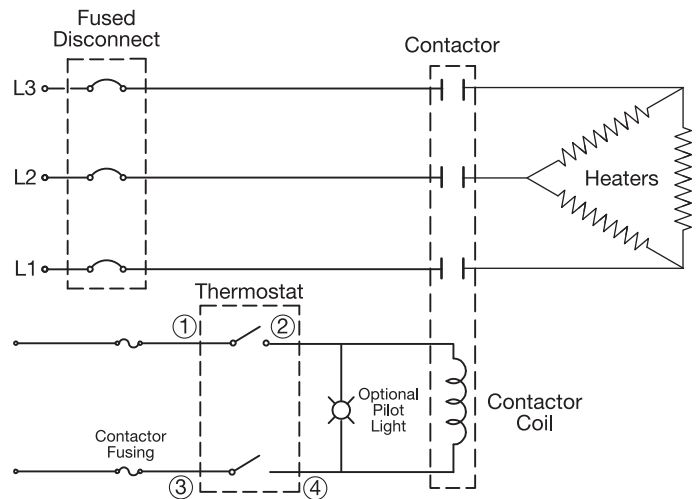 Fused
Disconnect
Contactor
L3
L2
Heaters
L1
Thermostat
① ②
Optional
Pilot
Light
Contactor
Coil
Contactor
Fusing
③ ④